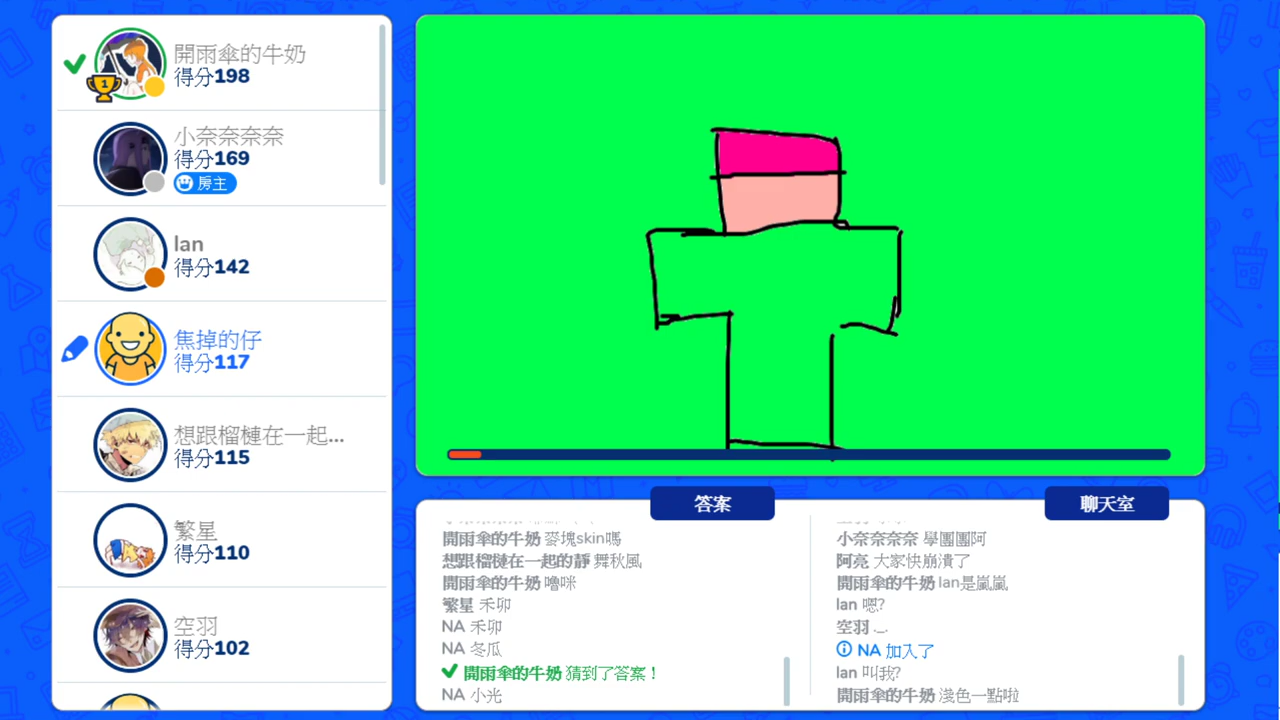 開雨傘的牛奶
得分198
1
小奈奈奈奈
得分169
房主
lan
得分142
焦掉的仔
得分117
想跟榴槤在一起...
得分115
繁星
得分110
空羽
得分102
答案
開雨傘的牛奶 麥塊skin嗎
想跟榴槤在一起的靜 舞秋風
開雨傘的牛奶 嚕咪
繁星 禾卯
NA 禾卯
NA 冬瓜
開雨傘的牛奶 猜到了答案！
NA 小光
聊天室
小奈奈奈奈 學團團阿
阿亮 大家快崩潰了
開雨傘的牛奶 lan是嵐嵐
lan 嗯?
空羽 ._.
NA 加入了
lan 叫我?
開雨傘的牛奶 淺色一點啦